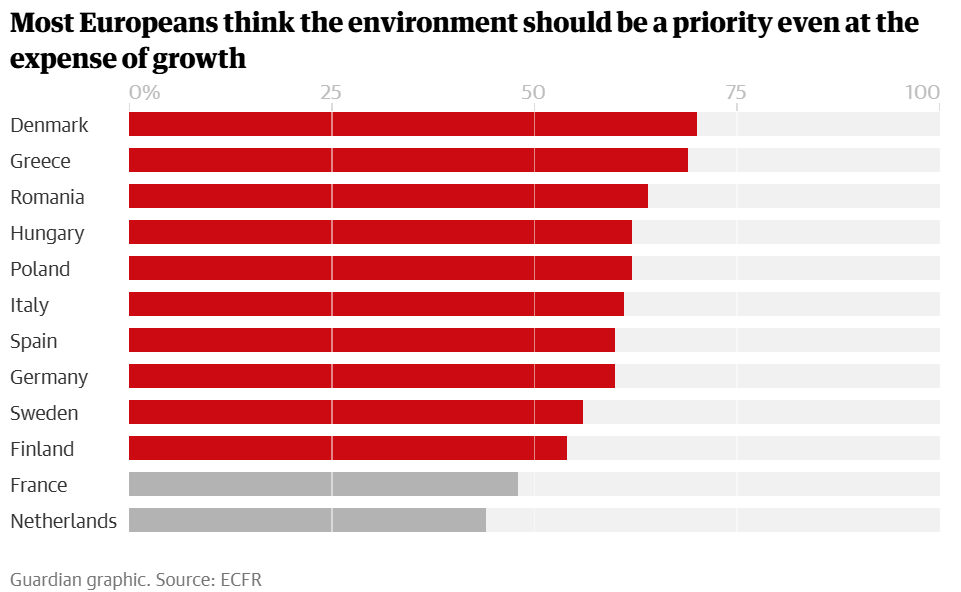 Most Europeans think the environment should be a priority even at the
expense of growth
0% 25 50 75 100
Denmark
Greece
Romania
Hungary
Poland
Italy
Spain
Germany
Sweden
Finland
France
Netherlands
Guardian graphic. Source: ECFR